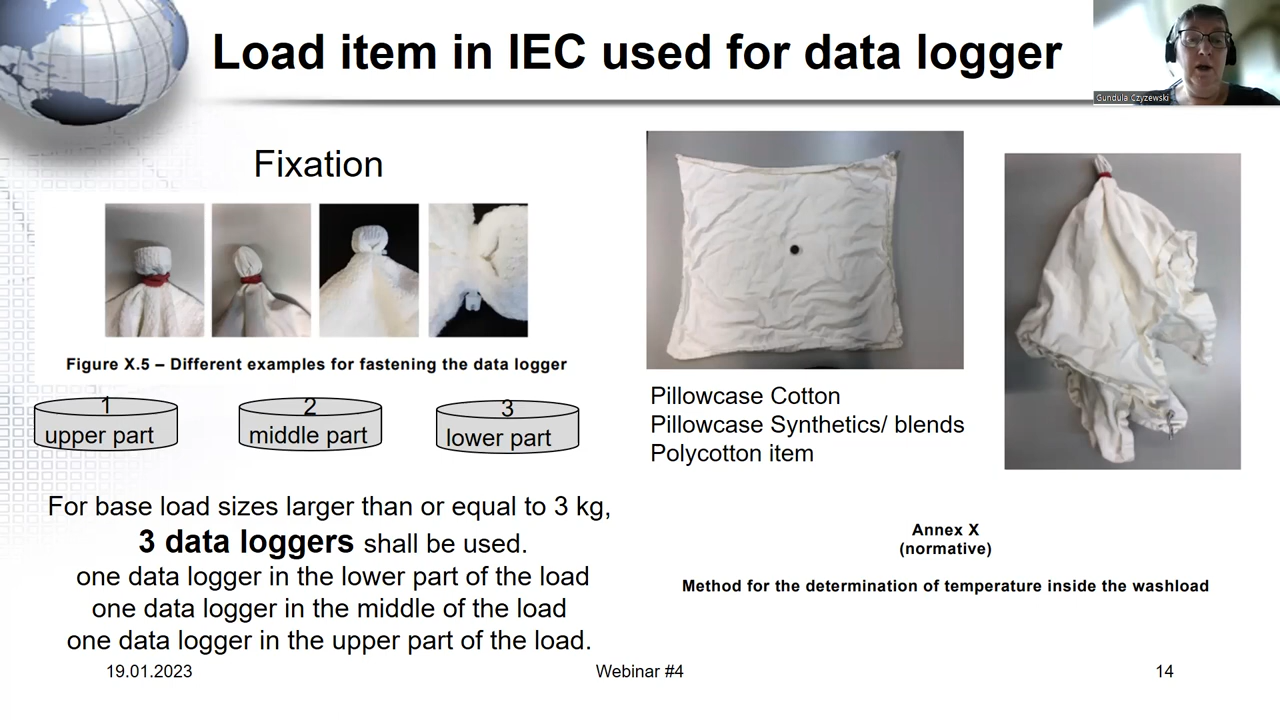 Load item in IEC used for data logger
Gundula Czyzewski
Fixation
Figure X.5 – Different examples for fastening the data logger
1
upper part
2
middle part
3
lower part
For base load sizes larger than or equal to 3 kg,
3 data loggers shall be used.
one data logger in the lower part of the load
one data logger in the middle of the load
one data logger in the upper part of the load.
Pillowcase Cotton
Pillowcase Synthetics/ blends
Polycotton item
Annex X
(normative)
Method for the determination of temperature inside the washload
19.01.2023
Webinar #4
14